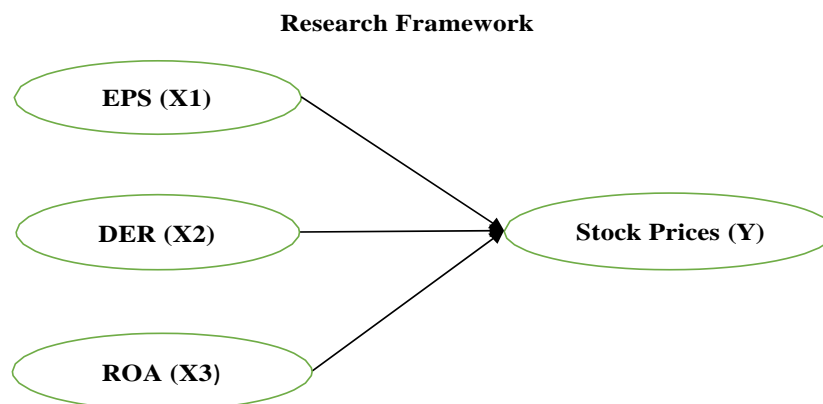 Research Framework
EPS (X1)
DER (X2)
Stock Prices (Y)
ROA (X3)